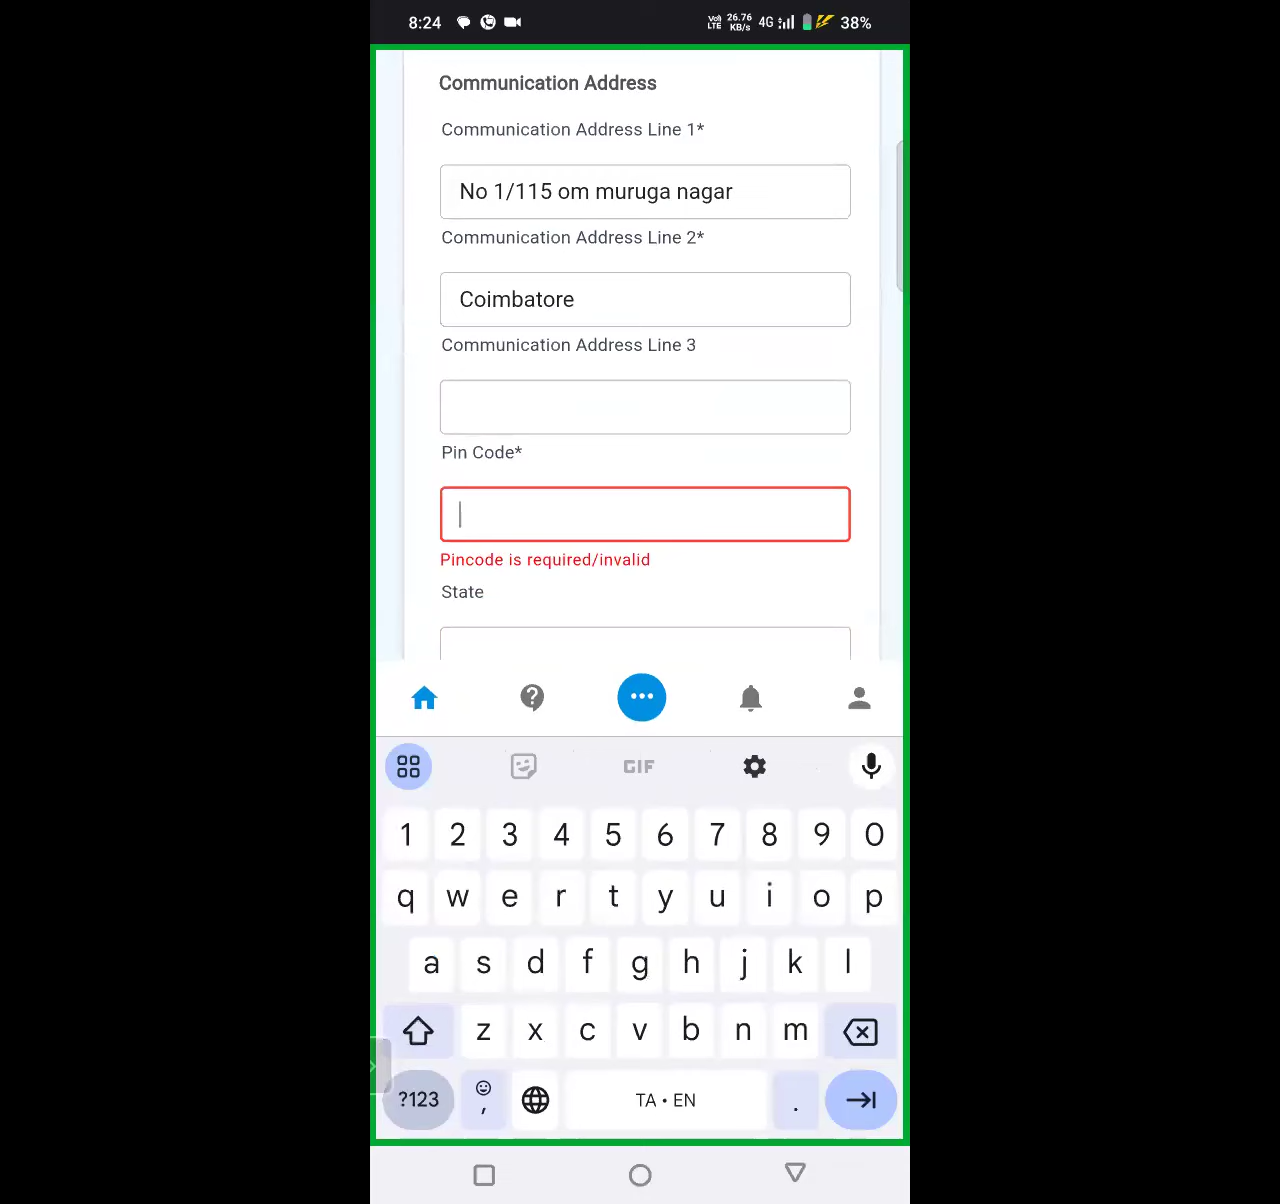 8:24
Vo) LTE 26.76 KB/s 4G 38%
Communication Address
Communication Address Line 1*
No 1/115 om muruga nagar
Communication Address Line 2*
Coimbatore
Communication Address Line 3
Pin Code*
Pincode is required/invalid
State
GIF
1 2 3 4 5 6 7 8 9 0
q w e r t y u i o p
a s d f g h j k l
z x c v b n m
?123 , TA • EN .